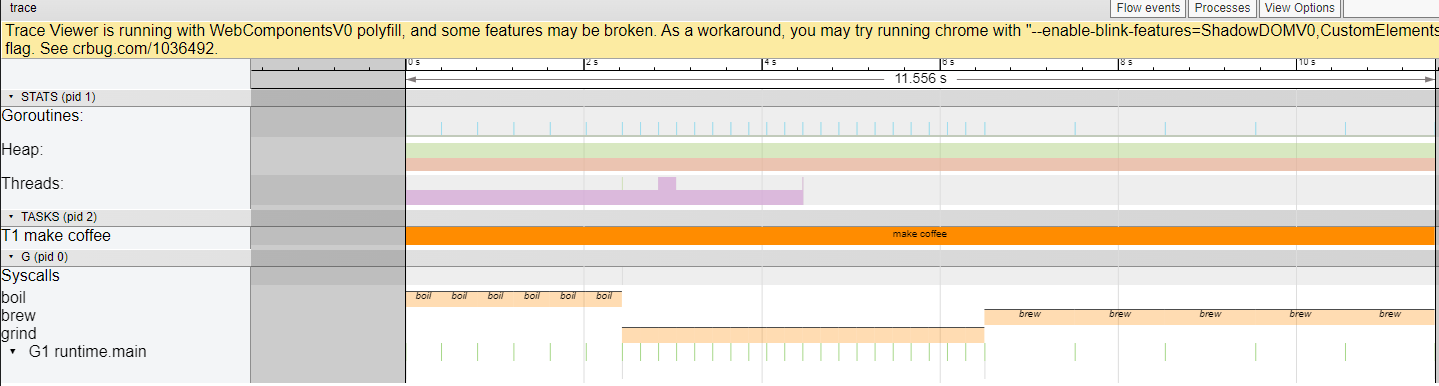 trace
Flow events Processes View Options
Trace Viewer is running with WebComponentsV0 polyfill, and some features may be broken. As a workaround, you may try running chrome with "--enable-blink-features=ShadowDOMV0,CustomElements
flag. See crbug.com/1036492.
0 s 2 s 4 s 6 s 8 s 10 s
11.556 s
STATS (pid 1)
Goroutines:
Heap:
Threads:
TASKS (pid 2)
T1 make coffee make coffee
G (pid 0)
Syscalls
boil boil boil boil boil boil boil
brew brew brew brew brew brew
grind
G1 runtime.main